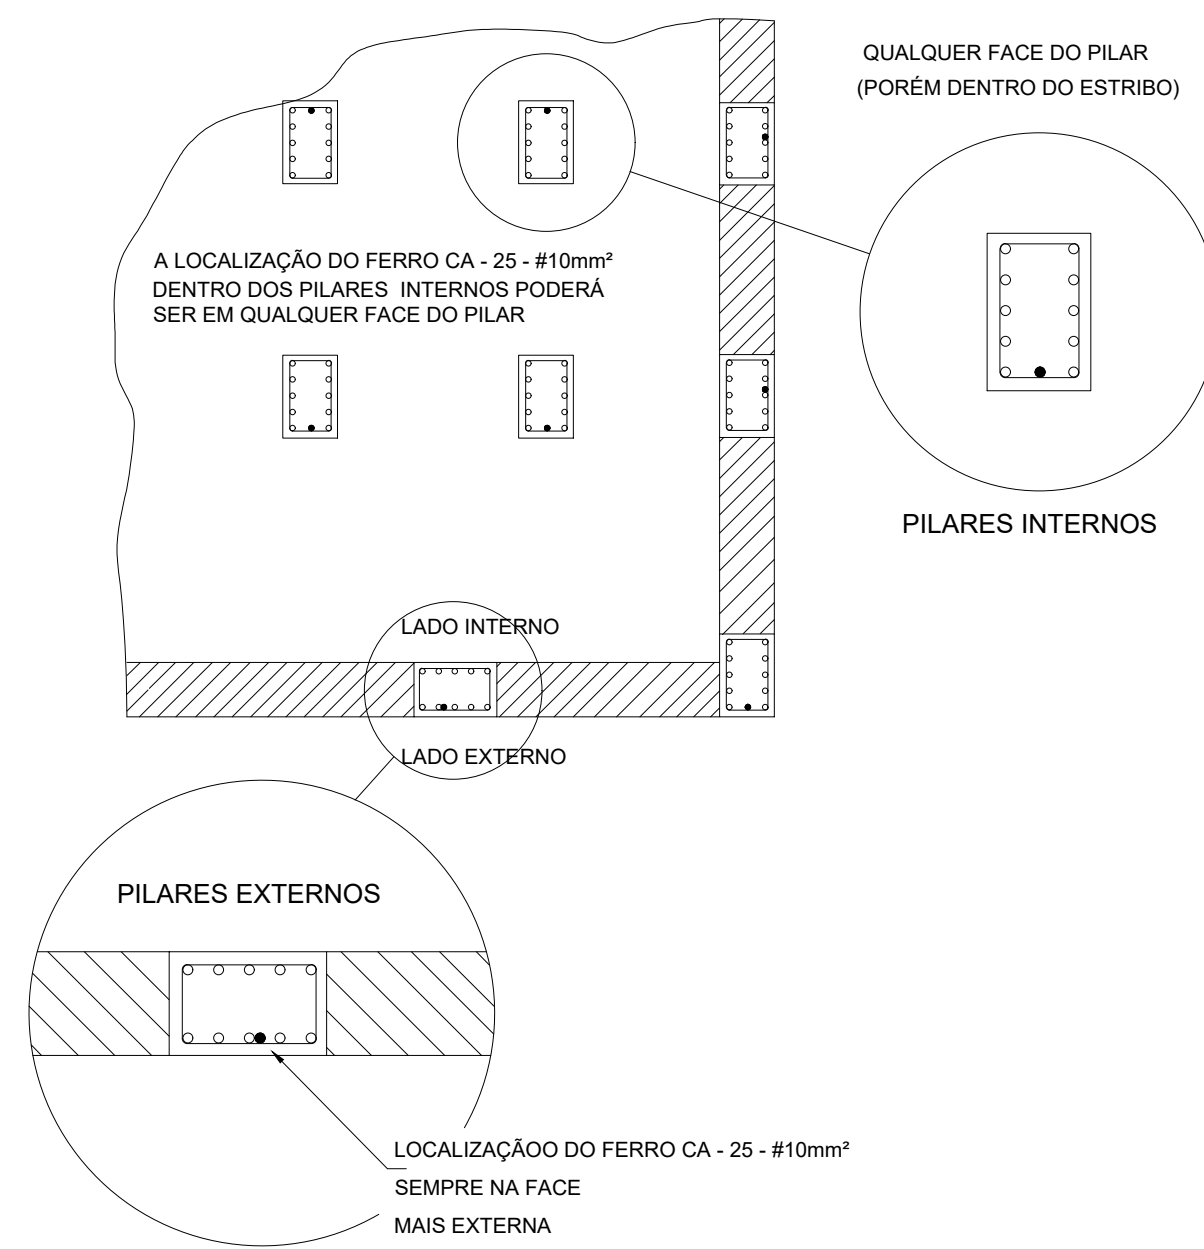 QUALQUER FACE DO PILAR
(PORÉM DENTRO DO ESTRIBO)
A LOCALIZAÇÃO DO FERRO CA - 25 - #10mm²
DENTRO DOS PILARES INTERNOS PODERÁ
SER EM QUALQUER FACE DO PILAR
PILARES INTERNOS
LADO INTERNO
LADO EXTERNO
PILARES EXTERNOS
LOCALIZAÇÃOO DO FERRO CA - 25 - #10mm²
SEMPRE NA FACE
MAIS EXTERNA